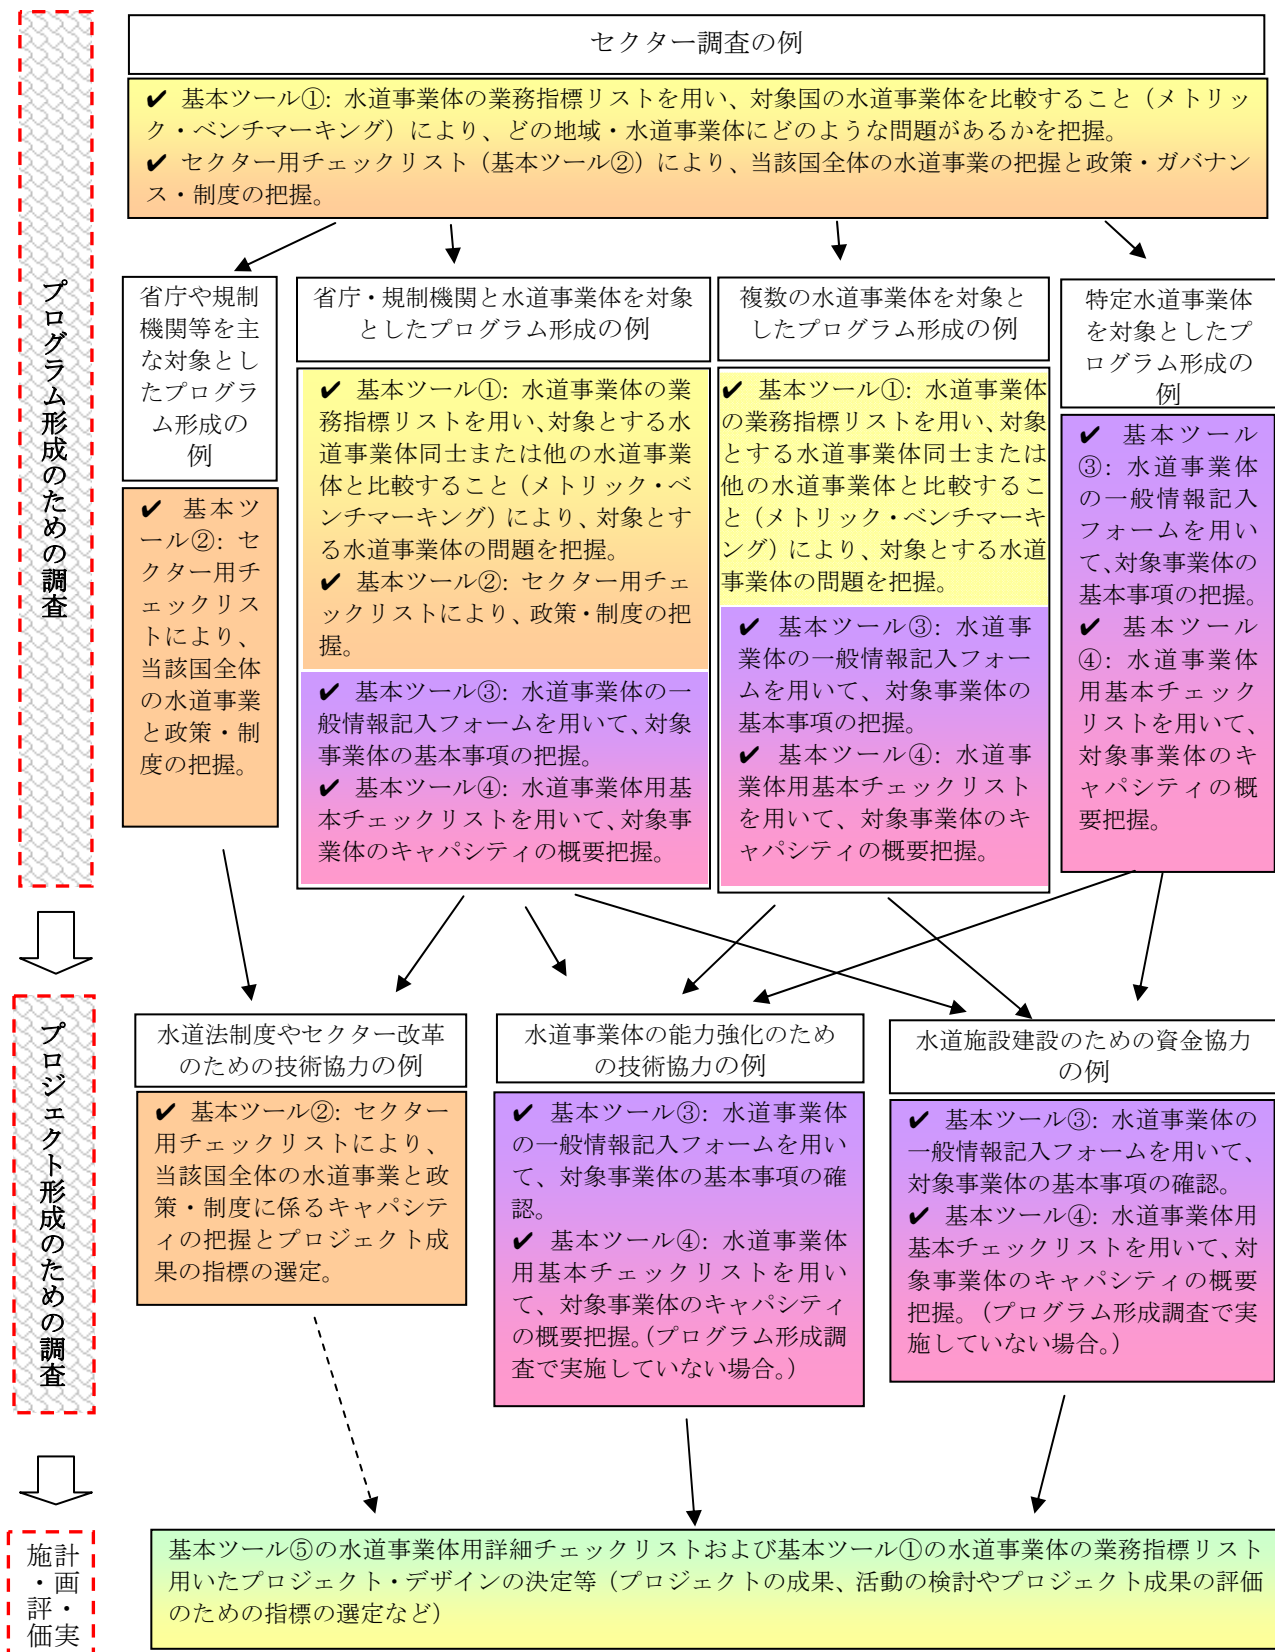 プログラム形成のための調査
セクター調査の例
✔ 基本ツール①: 水道事業体の業務指標リストを用い、対象国の水道事業体を比較すること（メトリッ
ク・ベンチマーキング）により、どの地域・水道事業体にどのような問題があるかを把握。
✔ セクター用チェックリスト（基本ツール②）により、当該国全体の水道事業の把握と政策・ガバナン
ス・制度の把握。
省庁や規制
機関等を主
な対象とし
たプログラ
ム形成の
例
✔ 基本ツ
ール②: セ
クター用チ
ェックリス
トにより、
当該国全体
の水道事業
と政策・制
度の把握。
省庁・規制機関と水道事業体を対象
としたプログラム形成の例
✔ 基本ツール①: 水道事業体の業
務指標リストを用い、対象とする水
道事業体同士または他の水道事業
体と比較すること（メトリック・ベ
ンチマーキング）により、対象とす
る水道事業体の問題を把握。
✔ 基本ツール②: セクター用チェ
ックリストにより、政策・制度の把
握。
✔ 基本ツール③: 水道事業体の一
般情報記入フォームを用いて、対象
事業体の基本事項の把握。
✔ 基本ツール④: 水道事業体用基
本チェックリストを用いて、対象事
業体のキャパシティの概要把握。
複数の水道事業体を対象と
したプログラム形成の例
✔ 基本ツール①: 水道事業体
の業務指標リストを用い、対象
とする水道事業体同士または
他の水道事業体と比較するこ
と（メトリック・ベンチマーキ
ング）により、対象とする水道
事業体の問題を把握。
✔ 基本ツール③: 水道事
業体の一般情報記入フォー
ムを用いて、対象事業体の
基本事項の把握。
✔ 基本ツール④: 水道事
業体用基本チェックリスト
を用いて、対象事業体のキ
ャパシティの概要把握。
特定水道事業体
を対象としたプ
ログラム形成の
例
✔ 基本ツール
③: 水道事業体
の一般情報記入
フォームを用い
て、対象事業体の
基本事項の把握。
✔ 基本ツール
④: 水道事業体
用基本チェック
リストを用いて、
対象事業体のキ
ャパシティの概
要把握。
プロジェクト形成のための調査
水道法制度やセクター改革
のための技術協力の例
✔ 基本ツール②: セクター
用チェックリストにより、
当該国全体の水道事業と政
策・制度に係るキャパシテ
ィの把握とプロジェクト成
果の指標の選定。
水道事業体の能力強化のため
の技術協力の例
✔ 基本ツール③: 水道事業体
の一般情報記入フォームを用い
て、対象事業体の基本事項の確
認。
✔ 基本ツール④: 水道事業体
用基本チェックリストを用い
て、対象事業体のキャパシティ
の概要把握。（プログラム形成調
査で実施していない場合。）
水道施設建設のための資金協力
の例
✔ 基本ツール③: 水道事業体の
一般情報記入フォームを用いて、
対象事業体の基本事項の確認。
✔ 基本ツール④: 水道事業体用
基本チェックリストを用いて、対
象事業体のキャパシティの概要
把握。（プログラム形成調査で実
施していない場合。）
計画・実
施・評価
基本ツール⑤の水道事業体用詳細チェックリストおよび基本ツール①の水道事業体の業務指標リスト
用いたプロジェクト・デザインの決定等（プロジェクトの成果、活動の検討やプロジェクト成果の評価
のための指標の選定など）